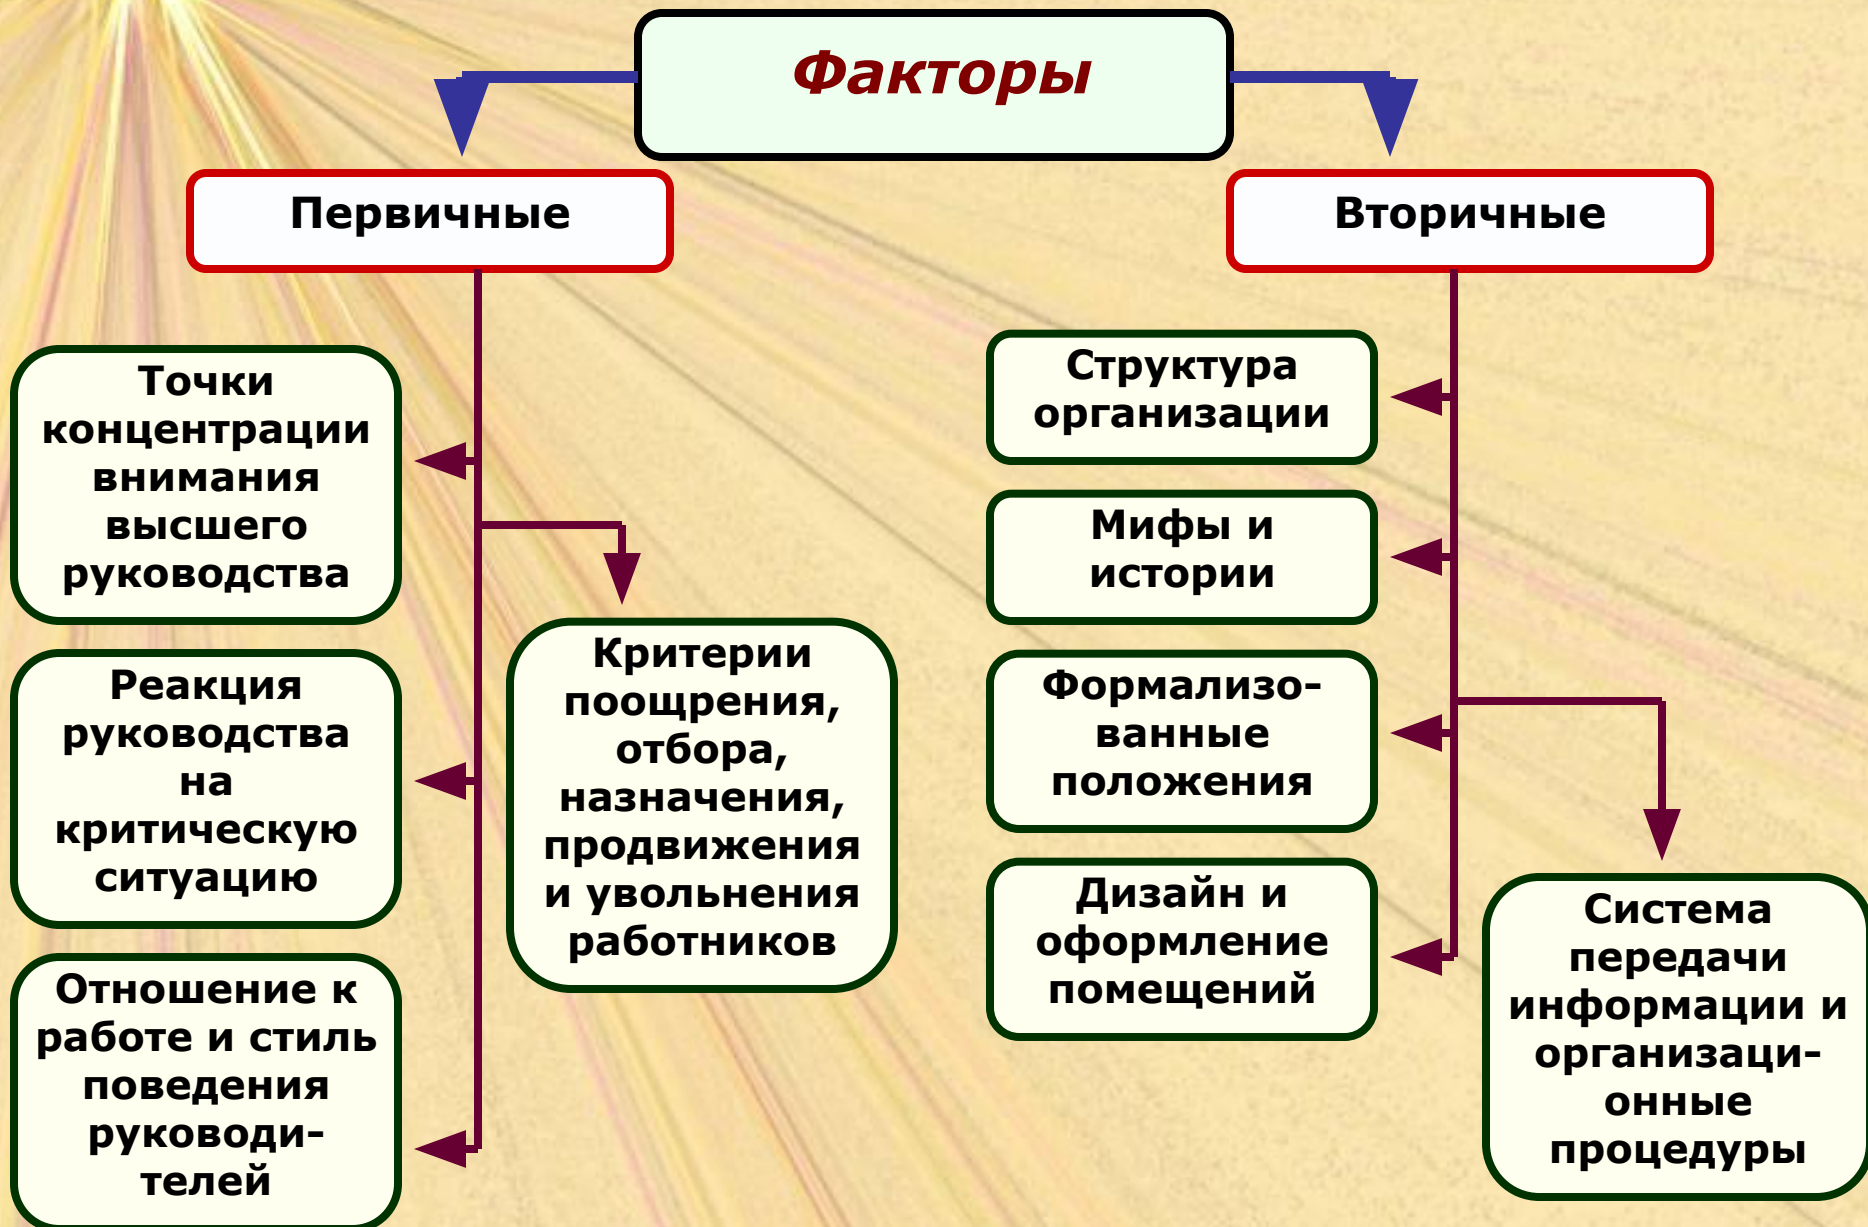 Факторы
Первичные
Вторичные
Точки
концентрации
внимания
высшего
руководства
Реакция
руководства
на
критическую
ситуацию
Отношение к
работе и стиль
поведения
руководи-
телей
Критерии
поощрения,
отбора,
назначения,
продвижения
и увольнения
работников
Структура
организации
Мифы и
истории
Формализо-
ванные
положения
Дизайн и
оформление
помещений
Система
передачи
информации и
организаци-
онные
процедуры